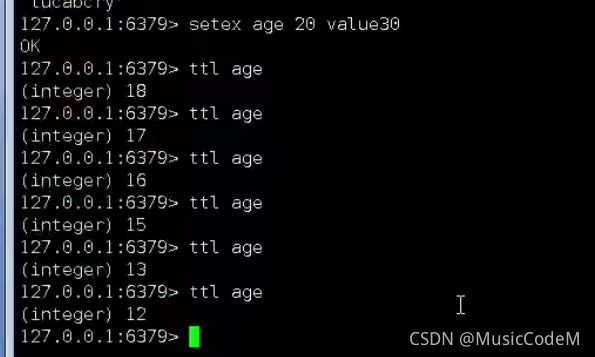 "lucabcry"
127.0.0.1:6379> setex age 20 value30
OK
127.0.0.1:6379> ttl age
(integer) 18
127.0.0.1:6379> ttl age
(integer) 17
127.0.0.1:6379> ttl age
(integer) 16
127.0.0.1:6379> ttl age
(integer) 15
127.0.0.1:6379> ttl age
(integer) 13
127.0.0.1:6379> ttl age
(integer) 12
127.0.0.1:6379>
CSDN @MusicCodeM